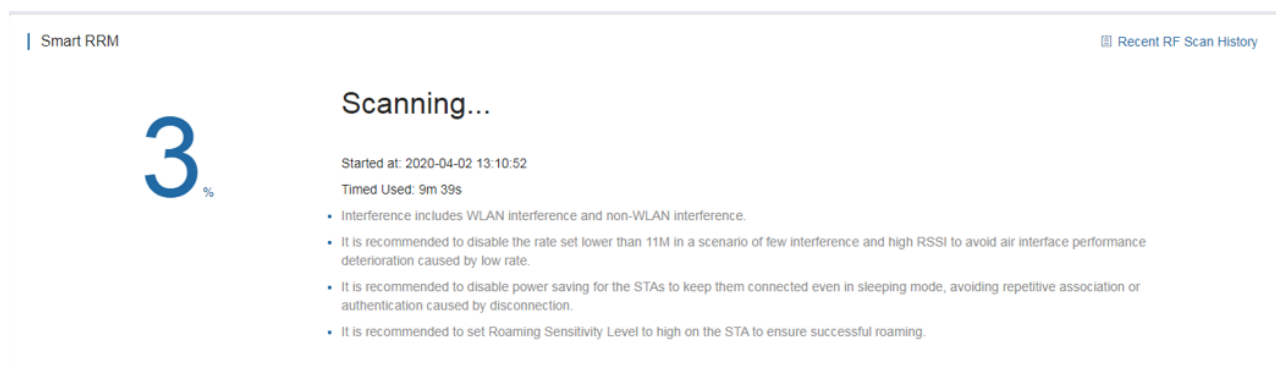 Smart RRM
Recent RF Scan History
3%
Scanning...
Started at: 2020-04-02 13:10:52
Timed Used: 9m 39s
Interference includes WLAN interference and non-WLAN interference.
It is recommended to disable the rate set lower than 11M in a scenario of few interference and high RSSI to avoid air interface performance
deterioration caused by low rate.
It is recommended to disable power saving for the STAs to keep them connected even in sleeping mode, avoiding repetitive association or
authentication caused by disconnection.
It is recommended to set Roaming Sensitivity Level to high on the STA to ensure successful roaming.